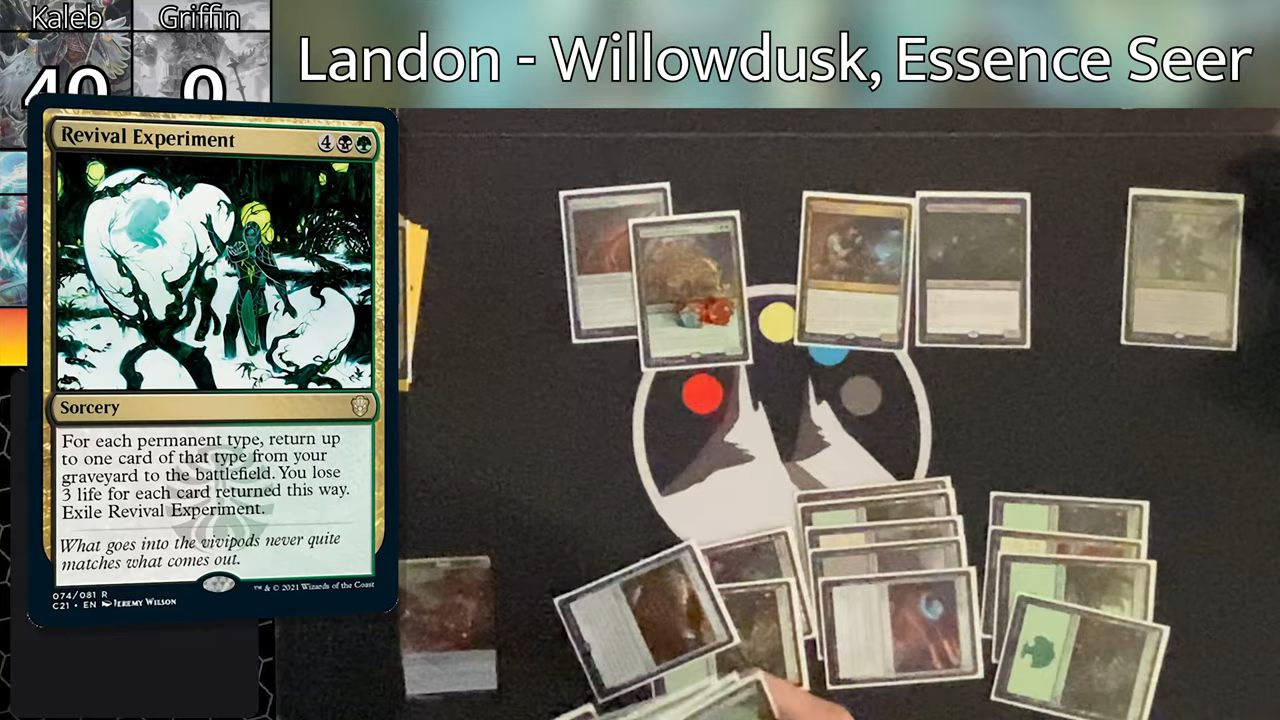 Kaleb
Griffin
40
0
Landon - Willowdusk, Essence Seer
Revival Experiment
4
Sorcery
For each permanent type, return up
to one card of that type from your
graveyard to the battlefield. You lose
3 life for each card returned this way.
Exile Revival Experiment.
What goes into the vivipods never quite
matches what comes out.
074/081 R
C21 • EN JEREMY WILSON
™ & © 2021 Wizards of the Coast